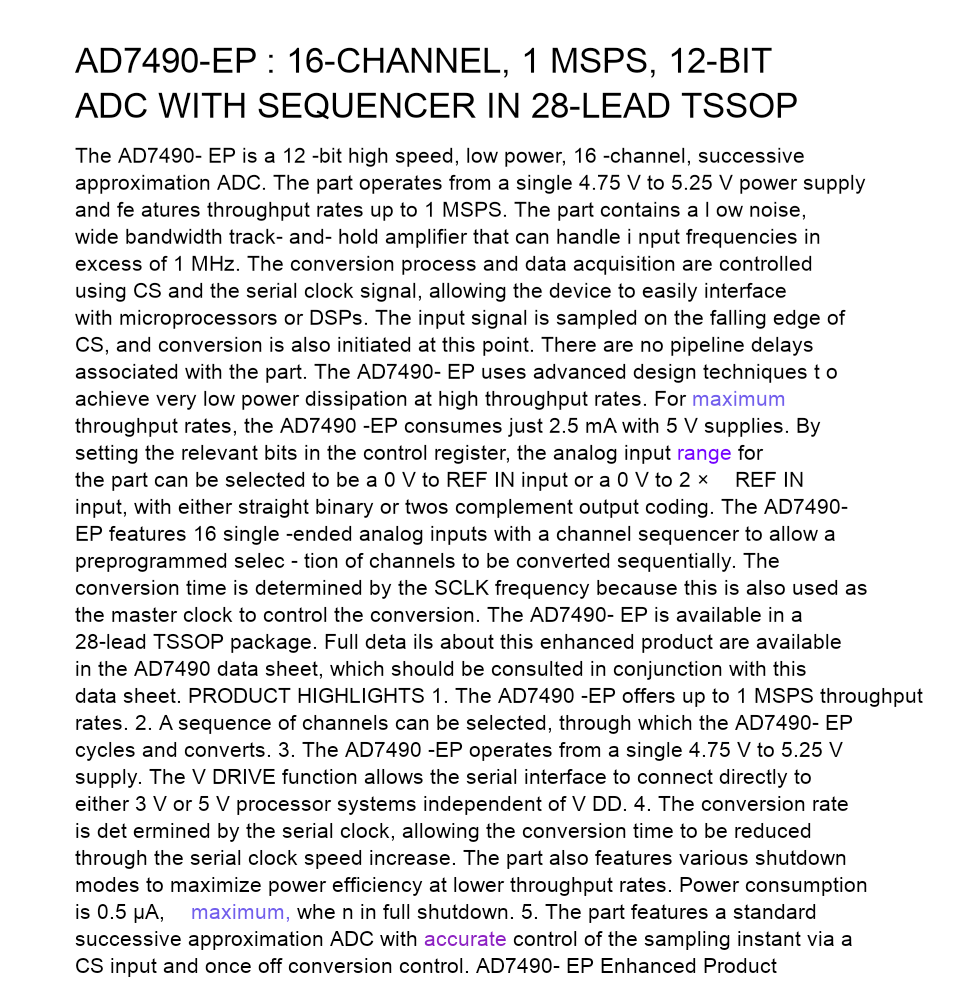 AD7490-EP : 16-CHANNEL, 1 MSPS, 12-BIT
ADC WITH SEQUENCER IN 28-LEAD TSSOP
The AD7490- EP is a 12 -bit high speed, low power, 16 -channel, successive
approximation ADC. The part operates from a single 4.75 V to 5.25 V power supply
and fe atures throughput rates up to 1 MSPS. The part contains a l ow noise,
wide bandwidth track- and- hold amplifier that can handle i nput frequencies in
excess of 1 MHz. The conversion process and data acquisition are controlled
using CS and the serial clock signal, allowing the device to easily interface
with microprocessors or DSPs. The input signal is sampled on the falling edge of
CS, and conversion is also initiated at this point. There are no pipeline delays
associated with the part. The AD7490- EP uses advanced design techniques t o
achieve very low power dissipation at high throughput rates. For maximum
throughput rates, the AD7490 -EP consumes just 2.5 mA with 5 V supplies. By
setting the relevant bits in the control register, the analog input range for
the part can be selected to be a 0 V to REF IN input or a 0 V to 2 × REF IN
input, with either straight binary or twos complement output coding. The AD7490-
EP features 16 single -ended analog inputs with a channel sequencer to allow a
preprogrammed selec - tion of channels to be converted sequentially. The
conversion time is determined by the SCLK frequency because this is also used as
the master clock to control the conversion. The AD7490- EP is available in a
28-lead TSSOP package. Full deta ils about this enhanced product are available
in the AD7490 data sheet, which should be consulted in conjunction with this
data sheet. PRODUCT HIGHLIGHTS 1. The AD7490 -EP offers up to 1 MSPS throughput
rates. 2. A sequence of channels can be selected, through which the AD7490- EP
cycles and converts. 3. The AD7490 -EP operates from a single 4.75 V to 5.25 V
supply. The V DRIVE function allows the serial interface to connect directly to
either 3 V or 5 V processor systems independent of V DD. 4. The conversion rate
is det ermined by the serial clock, allowing the conversion time to be reduced
through the serial clock speed increase. The part also features various shutdown
modes to maximize power efficiency at lower throughput rates. Power consumption
is 0.5 µA, maximum, whe n in full shutdown. 5. The part features a standard
successive approximation ADC with accurate control of the sampling instant via a
CS input and once off conversion control. AD7490- EP Enhanced Product